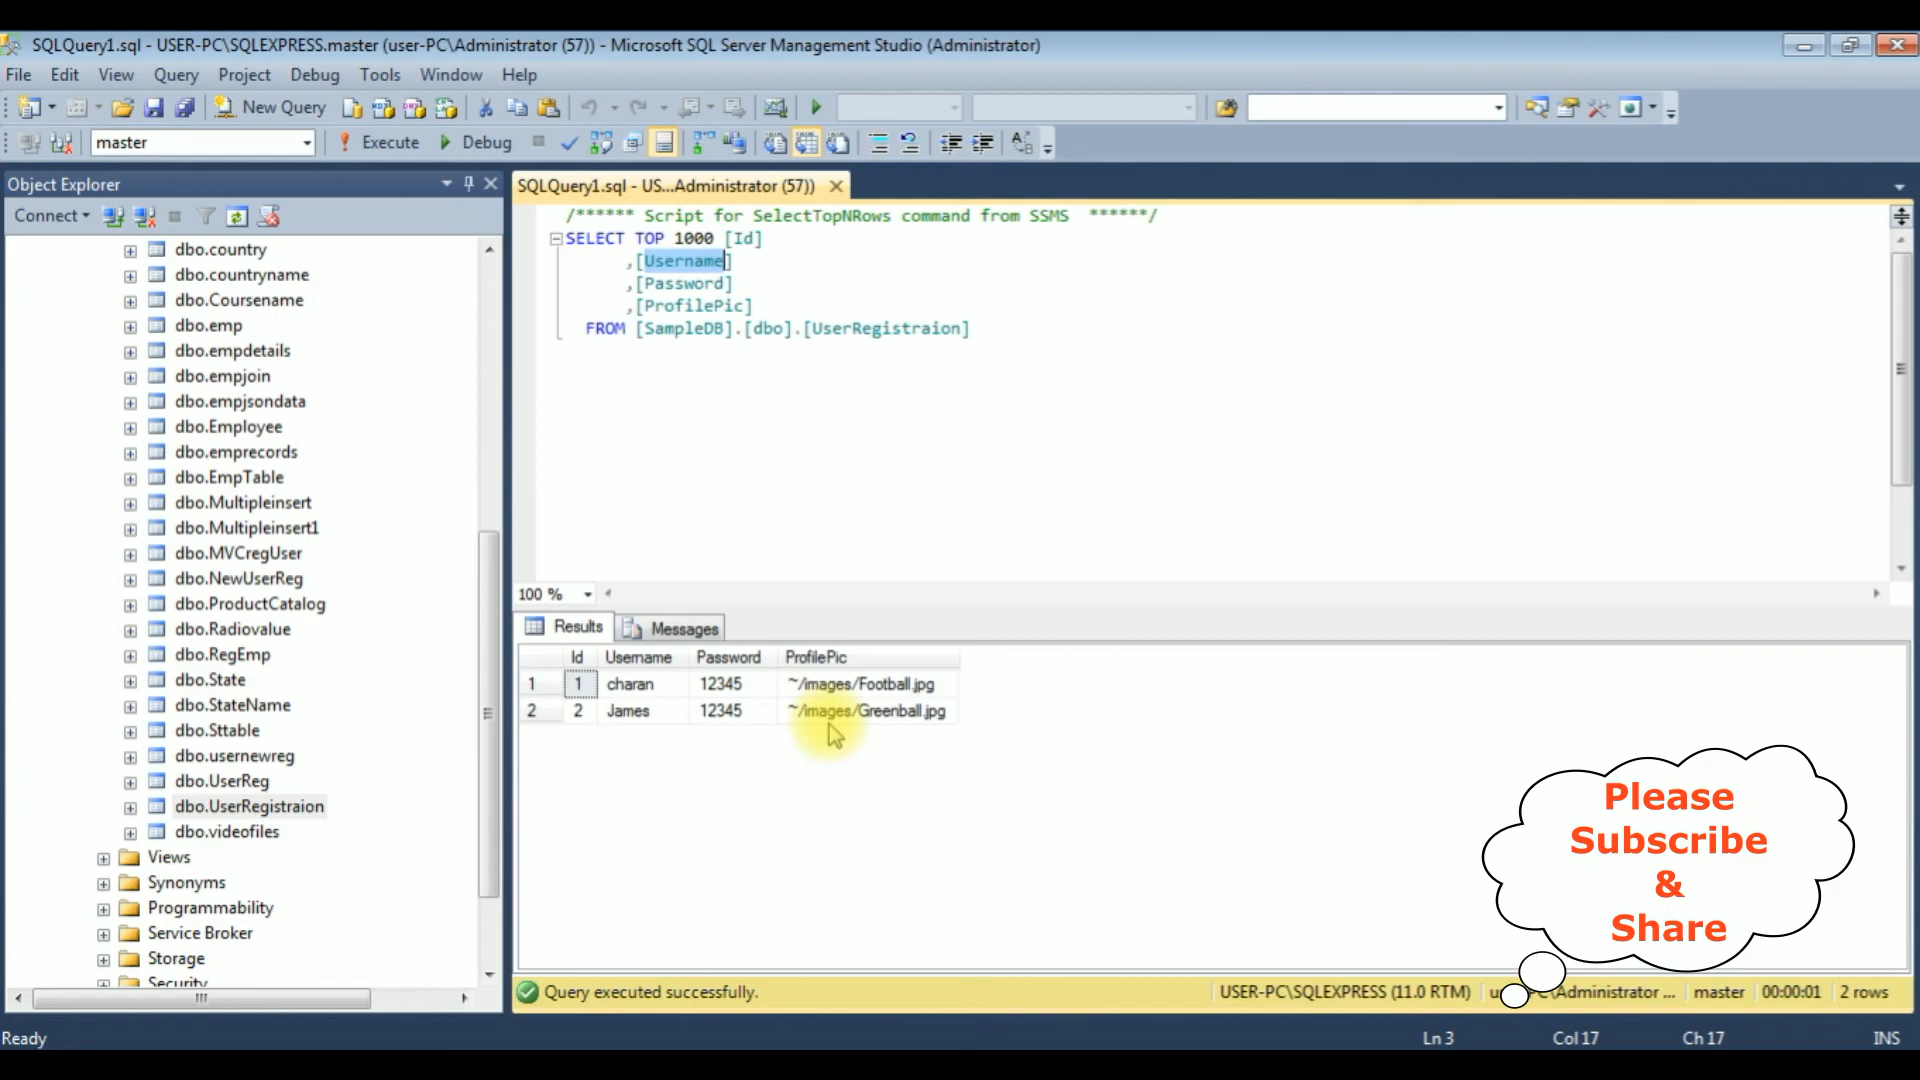 SQLQuery1.sql - USER-PC\SQLEXPRESS.master (user-PC\Administrator (57)) - Microsoft SQL Server Management Studio (Administrator)
File Edit View Query Project Debug Tools Window Help
New Query
master Execute Debug
Object Explorer
Connect
dbo.country
dbo.countryname
dbo.Coursename
dbo.emp
dbo.empdetails
dbo.empjoin
dbo.empjsondata
dbo.Employee
dbo.emprecords
dbo.EmpTable
dbo.Multipleinsert
dbo.Multipleinsert1
dbo.MVCregUser
dbo.NewUserReg
dbo.ProductCatalog
dbo.Radiovalue
dbo.RegEmp
dbo.State
dbo.StateName
dbo.Sttable
dbo.usernewreg
dbo.UserReg
dbo.UserRegistraion
dbo.videofiles
Views
Synonyms
Programmability
Service Broker
Storage
Security
SQLQuery1.sql - US...Administrator (57))
/****** Script for SelectTopNRows command from SSMS ******/
SELECT TOP 1000 [Id]
,[Username]
,[Password]
,[ProfilePic]
FROM [SampleDB].[dbo].[UserRegistraion]
100 %
Results Messages
Id Username Password ProfilePic
1 1 charan 12345 ~/images/Football.jpg
2 2 James 12345 ~/images/Greenball.jpg
Please
Subscribe
&
Share
Query executed successfully. USER-PC\SQLEXPRESS (11.0 RTM) \Administrator ... master 00:00:01 2 rows
Ready Ln 3 Col 17 Ch 17 INS